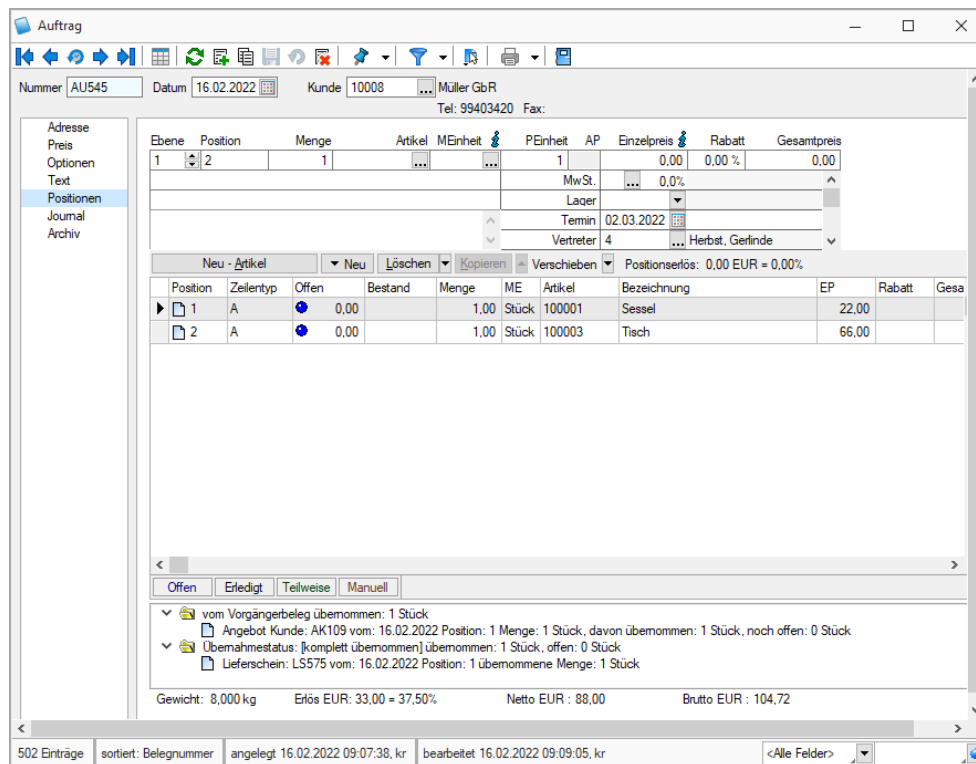 Auftrag
Nummer AU545 Datum 16.02.2022 Kunde 10008 ... Müller GbR
Tel: 99403420 Fax:
Adresse
Preis
Optionen
Text
Positionen
Journal
Archiv
Ebene Position Menge Artikel MEinheit PEinheit AP Einzelpreis Rabatt Gesamtpreis
1 2 1 ... ... 1 0,00 0,00 % 0,00
MwSt. ... 0,0%
Lager
Termin 02.03.2022
Vertreter 4 ... Herbst, Gerlinde
Neu - Artikel Neu Löschen Kopieren Verschieben Positionserlös: 0,00 EUR = 0,00%
Position Zeilentyp Offen Bestand Menge ME Artikel Bezeichnung EP Rabatt Gesa
1 A 0,00 1,00 Stück 100001 Sessel 22,00
2 A 0,00 1,00 Stück 100003 Tisch 66,00
Offen Erledigt Teilweise Manuell
vom Vorgängerbeleg übernommen: 1 Stück
Angebot Kunde: AK109 vom: 16.02.2022 Position: 1 Menge: 1 Stück, davon übernommen: 1 Stück, noch offen: 0 Stück
Übernahmestatus: [komplett übernommen] übernommen: 1 Stück, offen: 0 Stück
Lieferschein: LS575 vom: 16.02.2022 Position: 1 übernommene Menge: 1 Stück
Gewicht: 8,000 kg Erlös EUR: 33,00 = 37,50% Netto EUR : 88,00 Brutto EUR : 104,72
502 Einträge sortiert: Belegnummer angelegt 16.02.2022 09:07:38, kr bearbeitet 16.02.2022 09:09:05, kr <Alle Felder>